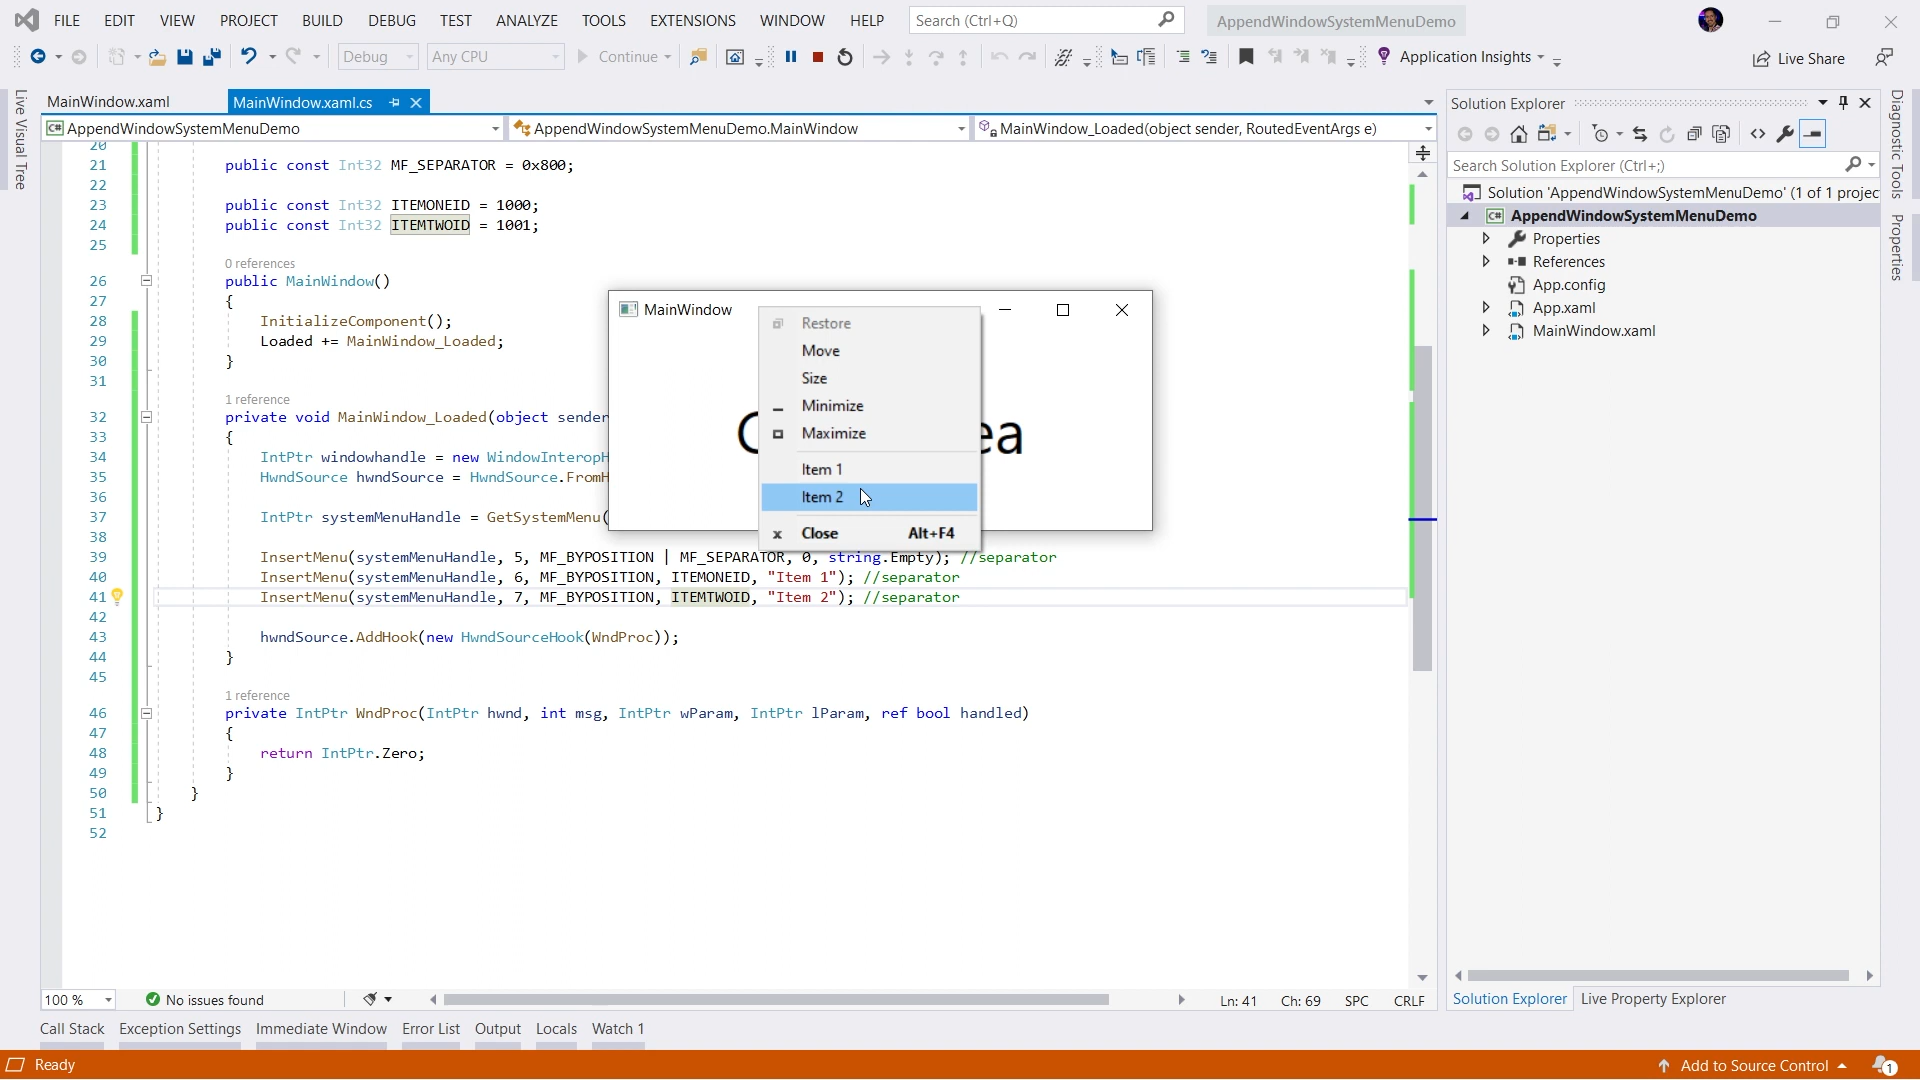 FILE EDIT VIEW PROJECT BUILD DEBUG TEST ANALYZE TOOLS EXTENSIONS WINDOW HELP Search (Ctrl+Q) AppendWindowSystemMenuDemo
Debug Any CPU Continue Application Insights Live Share
Live Visual Tree
MainWindow.xaml MainWindow.xaml.cs
C# AppendWindowSystemMenuDemo AppendWindowSystemMenuDemo.MainWindow MainWindow_Loaded(object sender, RoutedEventArgs e)
20
21 public const Int32 MF_SEPARATOR = 0x800;
22
23 public const Int32 ITEMONEID = 1000;
24 public const Int32 ITEMTWOID = 1001;
25
0 references
26 public MainWindow()
27 {
28 InitializeComponent();
29 Loaded += MainWindow_Loaded;
30 }
31
1 reference
32 private void MainWindow_Loaded(object sender
33 {
34 IntPtr windowhandle = new WindowInteropH
35 HwndSource hwndSource = HwndSource.FromH
36
37 IntPtr systemMenuHandle = GetSystemMenu(
38
39 InsertMenu(systemMenuHandle, 5, MF_BYPOSITION | MF_SEPARATOR, 0, string.Empty); //separator
40 InsertMenu(systemMenuHandle, 6, MF_BYPOSITION, ITEMONEID, "Item 1"); //separator
41 InsertMenu(systemMenuHandle, 7, MF_BYPOSITION, ITEMTWOID, "Item 2"); //separator
42
43 hwndSource.AddHook(new HwndSourceHook(WndProc));
44 }
45
1 reference
46 private IntPtr WndProc(IntPtr hwnd, int msg, IntPtr wParam, IntPtr lParam, ref bool handled)
47 {
48 return IntPtr.Zero;
49 }
50 }
51 }
52
MainWindow
Restore
Move
Size
Minimize
Maximize
Item 1
Item 2
Close Alt+F4
ea
Solution Explorer
Search Solution Explorer (Ctrl+;)
Solution 'AppendWindowSystemMenuDemo' (1 of 1 projec
C# AppendWindowSystemMenuDemo
Properties
References
App.config
App.xaml
MainWindow.xaml
Diagnostic Tools
Properties
100 % No issues found Ln: 41 Ch: 69 SPC CRLF
Solution Explorer Live Property Explorer
Call Stack Exception Settings Immediate Window Error List Output Locals Watch 1
Ready Add to Source Control 1